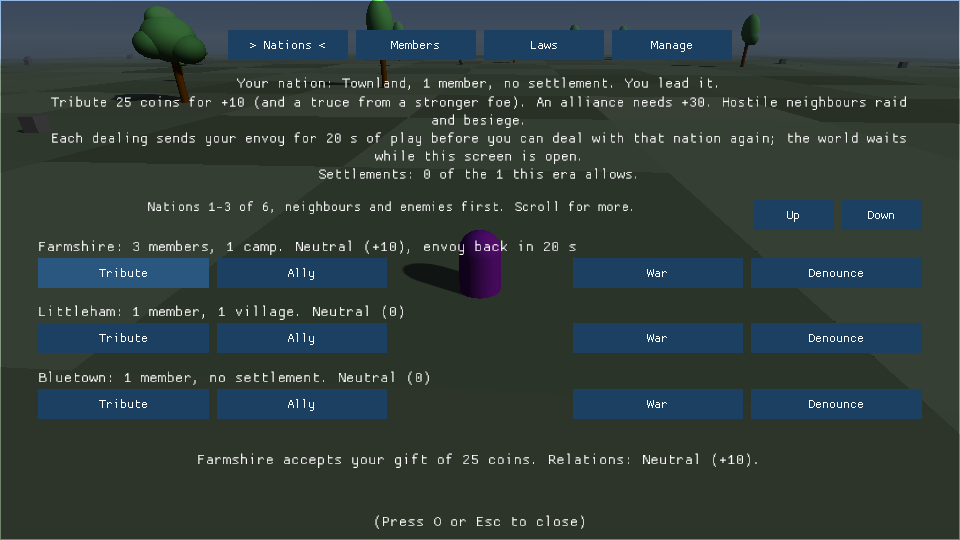 > Nations <
Members
Laws
Manage
Your nation: Townland, 1 member, no settlement. You lead it.
Tribute 25 coins for +10 (and a truce from a stronger foe). An alliance needs +30. Hostile neighbours raid
and besiege.
Each dealing sends your envoy for 20 s of play before you can deal with that nation again; the world waits
while this screen is open.
Settlements: 0 of the 1 this era allows.
Nations 1-3 of 6, neighbours and enemies first. Scroll for more.
Up
Down
Farmshire: 3 members, 1 camp. Neutral (+10), envoy back in 20 s
Tribute
Ally
War
Denounce
Littleham: 1 member, 1 village. Neutral (0)
Tribute
Ally
War
Denounce
Bluetown: 1 member, no settlement. Neutral (0)
Tribute
Ally
War
Denounce
Farmshire accepts your gift of 25 coins. Relations: Neutral (+10).
(Press O or Esc to close)